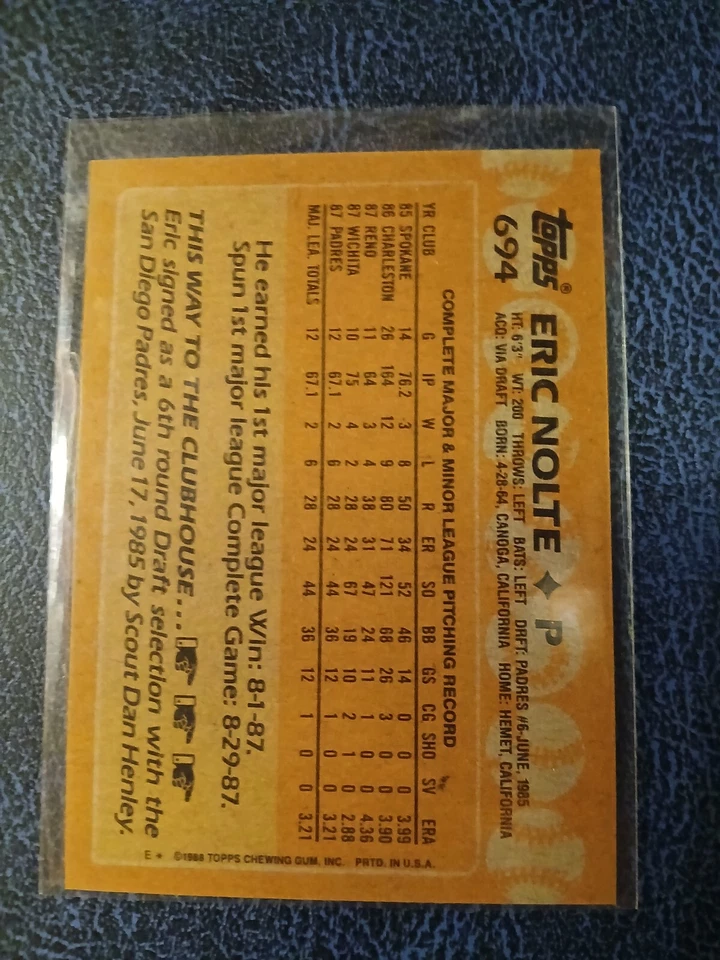 topps® ERIC NOLTE ✦ P
694 HT: 6'3" WT: 200 THROWS: LEFT BATS: LEFT DRFT: PADRES #6-JUNE, 1985
ACQ: VIA DRAFT BORN: 4-28-64, CANOGA, CALIFORNIA HOME: HEMET, CALIFORNIA
COMPLETE MAJOR & MINOR LEAGUE PITCHING RECORD
YR CLUB G IP W L R ER SO BB GS CG SHO SV ERA
85 SPOKANE 14 76.2 3 8 50 34 52 46 14 0 0 0 3.99
86 CHARLESTON 26 164 12 9 80 71 121 68 26 3 0 0 3.90
87 RENO 11 64 3 4 38 31 47 24 11 1 0 0 4.36
87 WICHITA 10 75 4 2 28 24 67 19 10 2 1 0 2.88
87 PADRES 12 67.1 2 6 28 24 44 36 12 1 0 0 3.21
MAJ. LEA. TOTALS 12 67.1 2 6 28 24 44 36 12 1 0 0 3.21
He earned his 1st major league Win: 8-1-87.
Spun 1st major league Complete Game: 8-29-87.
THIS WAY TO THE CLUBHOUSE...
Eric signed as a 6th round Draft selection with the
San Diego Padres, June 17, 1985 by Scout Dan Henley.
E* ©1988 TOPPS CHEWING GUM, INC. PRTD. IN U.S.A.